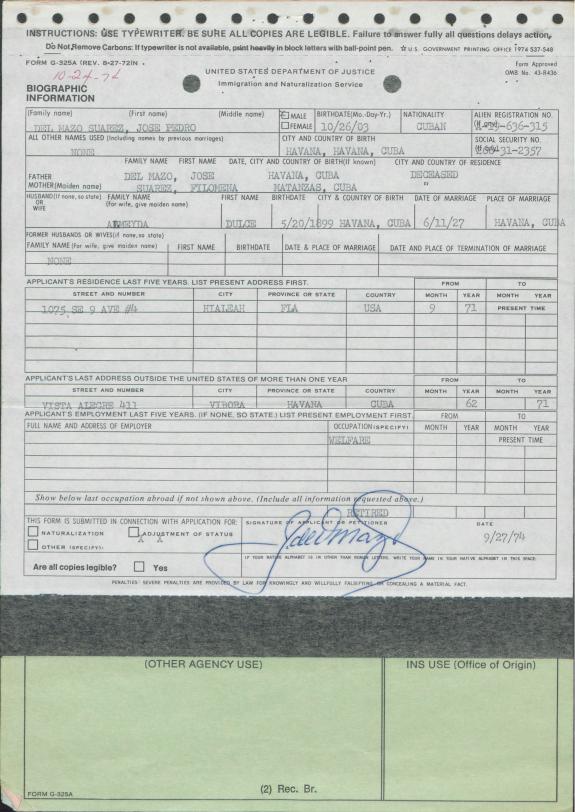 INSTRUCTIONS: USE TYPEWRITER. BE SURE ALL COPIES ARE LEGIBLE. Failure to answer fully all questions delays action.
Do Not Remove Carbons: If typewriter is not available, print heavily in block letters with ball-point pen. ☆ U.S. GOVERNMENT PRINTING OFFICE 1974 537-548
FORM G-325A (REV. 8-27-72)N
Form Approved
OMB No. 43-R436
10-24-74
UNITED STATES DEPARTMENT OF JUSTICE
Immigration and Naturalization Service
BIOGRAPHIC
INFORMATION
(Family name) (First name) (Middle name) MALE FEMALE BIRTHDATE(Mo.-Day-Yr.) NATIONALITY ALIEN REGISTRATION NO. (If any)
DEL MAZO SUAREZ, JOSE PEDRO 10/26/03 CUBAN 636-315
ALL OTHER NAMES USED (Including names by previous marriages) CITY AND COUNTRY OF BIRTH SOCIAL SECURITY NO. (If any)
NONE HAVANA, HAVANA, CUBA 31-2357
FAMILY NAME FIRST NAME DATE, CITY AND COUNTRY OF BIRTH(If known) CITY AND COUNTRY OF RESIDENCE
FATHER DEL MAZO, JOSE HAVANA, CUBA DECEASED
MOTHER(Maiden name) SUAREZ, FILOMENA MATANZAS, CUBA "
HUSBAND(If none, so state) OR WIFE FAMILY NAME (For wife, give maiden name) FIRST NAME BIRTHDATE CITY & COUNTRY OF BIRTH DATE OF MARRIAGE PLACE OF MARRIAGE
ALMEYDA DULCE 5/20/1899 HAVANA, CUBA 6/11/27 HAVANA, CUBA
FORMER HUSBANDS OR WIVES(If none, so state)
FAMILY NAME (For wife, give maiden name) FIRST NAME BIRTHDATE DATE & PLACE OF MARRIAGE DATE AND PLACE OF TERMINATION OF MARRIAGE
NONE
APPLICANT'S RESIDENCE LAST FIVE YEARS. LIST PRESENT ADDRESS FIRST. FROM TO
STREET AND NUMBER CITY PROVINCE OR STATE COUNTRY MONTH YEAR MONTH YEAR
1075 SE 9 AVE #4 HIALEAH FLA USA 9 71 PRESENT TIME
APPLICANT'S LAST ADDRESS OUTSIDE THE UNITED STATES OF MORE THAN ONE YEAR FROM TO
STREET AND NUMBER CITY PROVINCE OR STATE COUNTRY MONTH YEAR MONTH YEAR
VISTA ALEGRE 411 VIBORA HAVANA CUBA 62 71
APPLICANT'S EMPLOYMENT LAST FIVE YEARS. (IF NONE, SO STATE.) LIST PRESENT EMPLOYMENT FIRST. FROM TO
FULL NAME AND ADDRESS OF EMPLOYER OCCUPATION(SPECIFY) MONTH YEAR MONTH YEAR
WELFARE PRESENT TIME
Show below last occupation abroad if not shown above. (Include all information requested above.)
RETIRED
THIS FORM IS SUBMITTED IN CONNECTION WITH APPLICATION FOR: SIGNATURE OF APPLICANT OR PETITIONER DATE
NATURALIZATION ADJUSTMENT OF STATUS
X X
9/27/74
OTHER (SPECIFY):
IF YOUR NATIVE ALPHABET IS IN OTHER THAN ROMAN LETTERS, WRITE YOUR NAME IN YOUR NATIVE ALPHABET IN THIS SPACE:
Are all copies legible? Yes
PENALTIES: SEVERE PENALTIES ARE PROVIDED BY LAW FOR KNOWINGLY AND WILLFULLY FALSIFYING OR CONCEALING A MATERIAL FACT.
(OTHER AGENCY USE) INS USE (Office of Origin)
FORM G-325A
(2) Rec. Br.